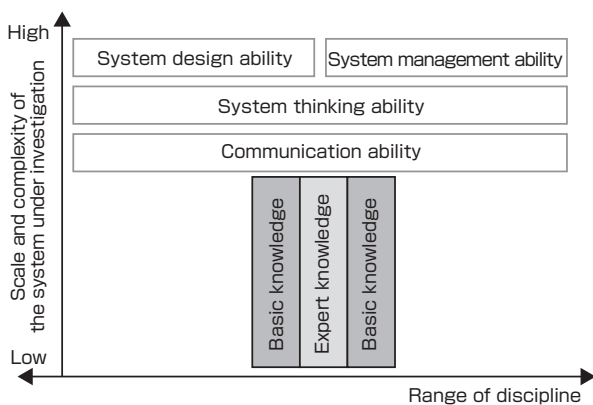 High
System design ability
System management ability
System thinking ability
Communication ability
Scale and complexity of
the system under investigation
Basic knowledge
Expert knowledge
Basic knowledge
Low
Range of discipline